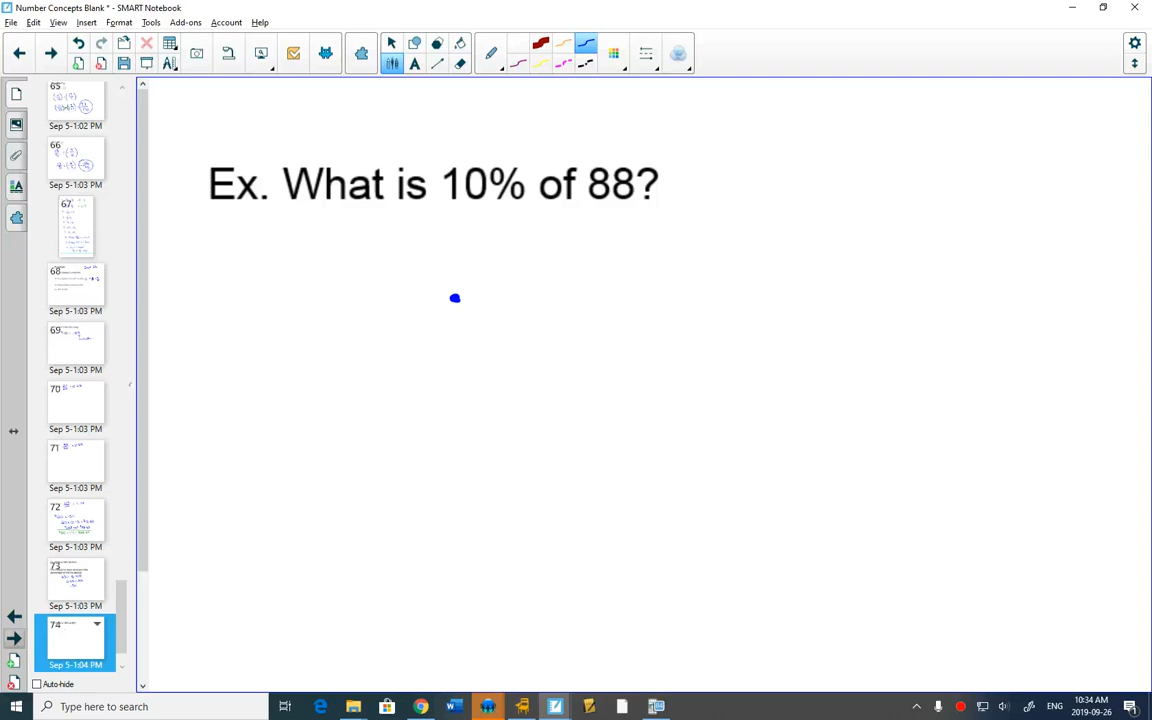 Number Concepts Blank * - SMART Notebook
File Edit View Insert Format Tools Add-ons Account Help
65
Sep 5-1:02 PM
66
Sep 5-1:03 PM
67
68
Sep 5-1:03 PM
69
Sep 5-1:03 PM
70
Sep 5-1:03 PM
71
Sep 5-1:03 PM
72
Sep 5-1:03 PM
73
Sep 5-1:03 PM
74
Sep 5-1:04 PM
Auto-hide
Ex. What is 10% of 88?
Type here to search
ENG
10:34 AM
2019-09-26